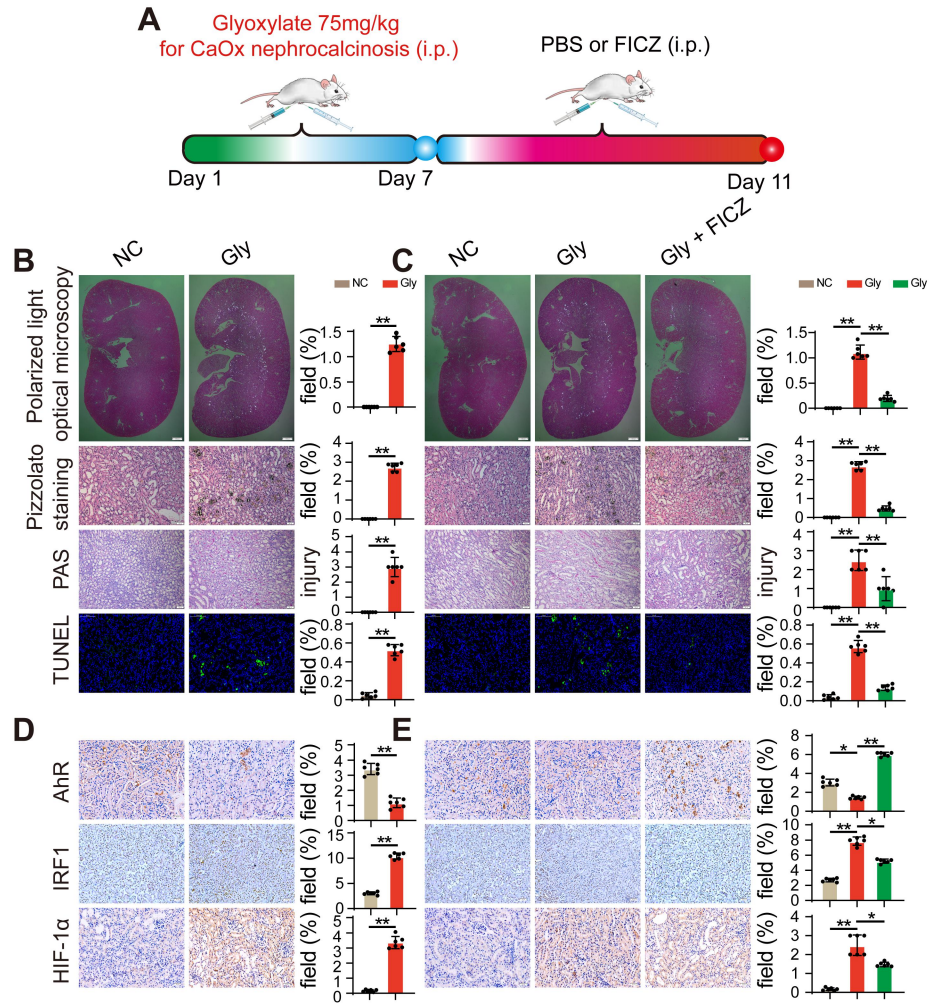 A
Glyoxylate 75mg/kg
for CaOx nephrocalcinosis (i.p.)
PBS or FICZ (i.p.)
Day 1
Day 7
Day 11
B
NC
Gly
C
NC
Gly
Gly + FICZ
NC
Gly
NC
Gly
Gly
Polarized light
optical microscopy
field (%)
1.5
1.0
0.5
0
**
field (%)
1.5
1.0
0.5
0
**
**
Pizzolato
staining
field (%)
4
3
2
1
0
**
field (%)
4
3
2
1
0
**
**
PAS
injury
5
4
3
2
1
0
**
injury
4
3
2
1
0
**
**
TUNEL
field (%)
0.8
0.6
0.4
0.2
0
**
field (%)
0.8
0.6
0.4
0.2
0
**
**
D
E
AhR
field (%)
5
4
3
2
1
0
**
field (%)
8
6
4
2
0
*
**
IRF1
field (%)
15
10
5
0
**
field (%)
10
8
6
4
2
0
**
*
HIF-1α
field (%)
5
4
3
2
1
0
**
field (%)
4
3
2
1
0
**
*